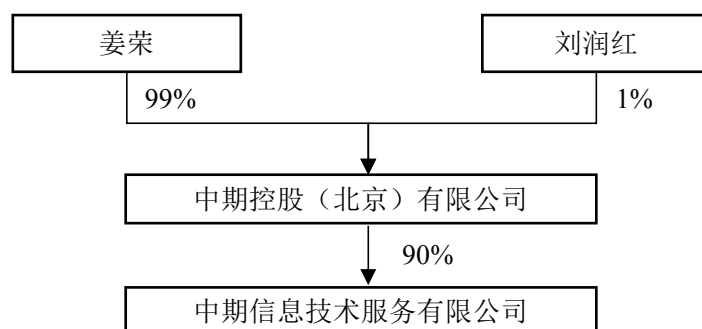 姜荣
刘润红
99%
1%
中期控股（北京）有限公司
90%
中期信息技术服务有限公司